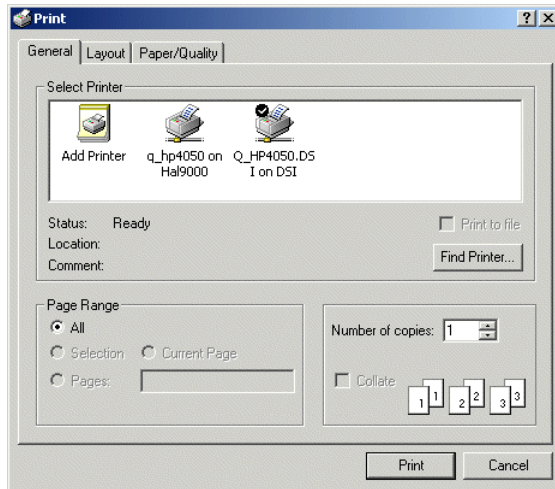 Print
General Layout Paper/Quality
Select Printer
Add Printer
q_hp4050 on
Hal9000
Q_HP4050.DS
I on DSI
Status: Ready
Location:
Comment:
Print to file
Find Printer...
Page Range
All
Selection Current Page
Pages:
Number of copies: 1
Collate
1 1 2 2 3 3
Print Cancel